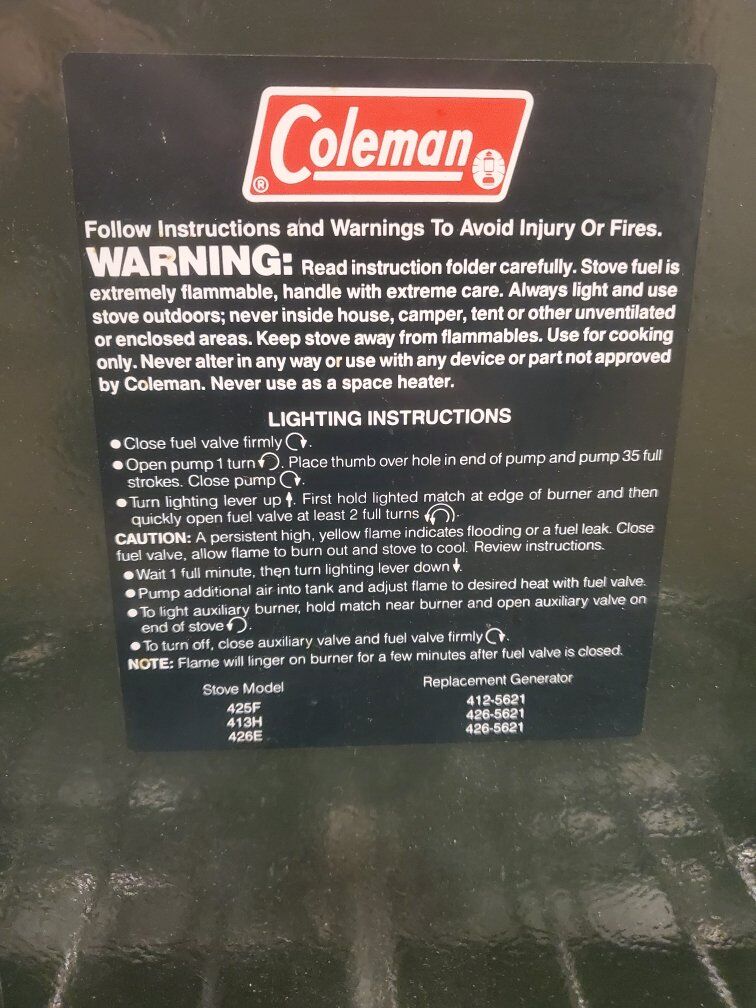 Coleman
®
Follow Instructions and Warnings To Avoid Injury Or Fires.
WARNING: Read instruction folder carefully. Stove fuel is
extremely flammable, handle with extreme care. Always light and use
stove outdoors; never inside house, camper, tent or other unventilated
or enclosed areas. Keep stove away from flammables. Use for cooking
only. Never alter in any way or use with any device or part not approved
by Coleman. Never use as a space heater.
LIGHTING INSTRUCTIONS
● Close fuel valve firmly ↷.
● Open pump 1 turn ↶. Place thumb over hole in end of pump and pump 35 full
strokes. Close pump ↷.
● Turn lighting lever up ↑. First hold lighted match at edge of burner and then
quickly open fuel valve at least 2 full turns ↶.
CAUTION: A persistent high, yellow flame indicates flooding or a fuel leak. Close
fuel valve, allow flame to burn out and stove to cool. Review instructions.
● Wait 1 full minute, then turn lighting lever down ↓.
● Pump additional air into tank and adjust flame to desired heat with fuel valve.
● To light auxiliary burner, hold match near burner and open auxiliary valve on
end of stove ↶.
● To turn off, close auxiliary valve and fuel valve firmly ↷.
NOTE: Flame will linger on burner for a few minutes after fuel valve is closed.
Stove Model Replacement Generator
425F 412-5621
413H 426-5621
426E 426-5621